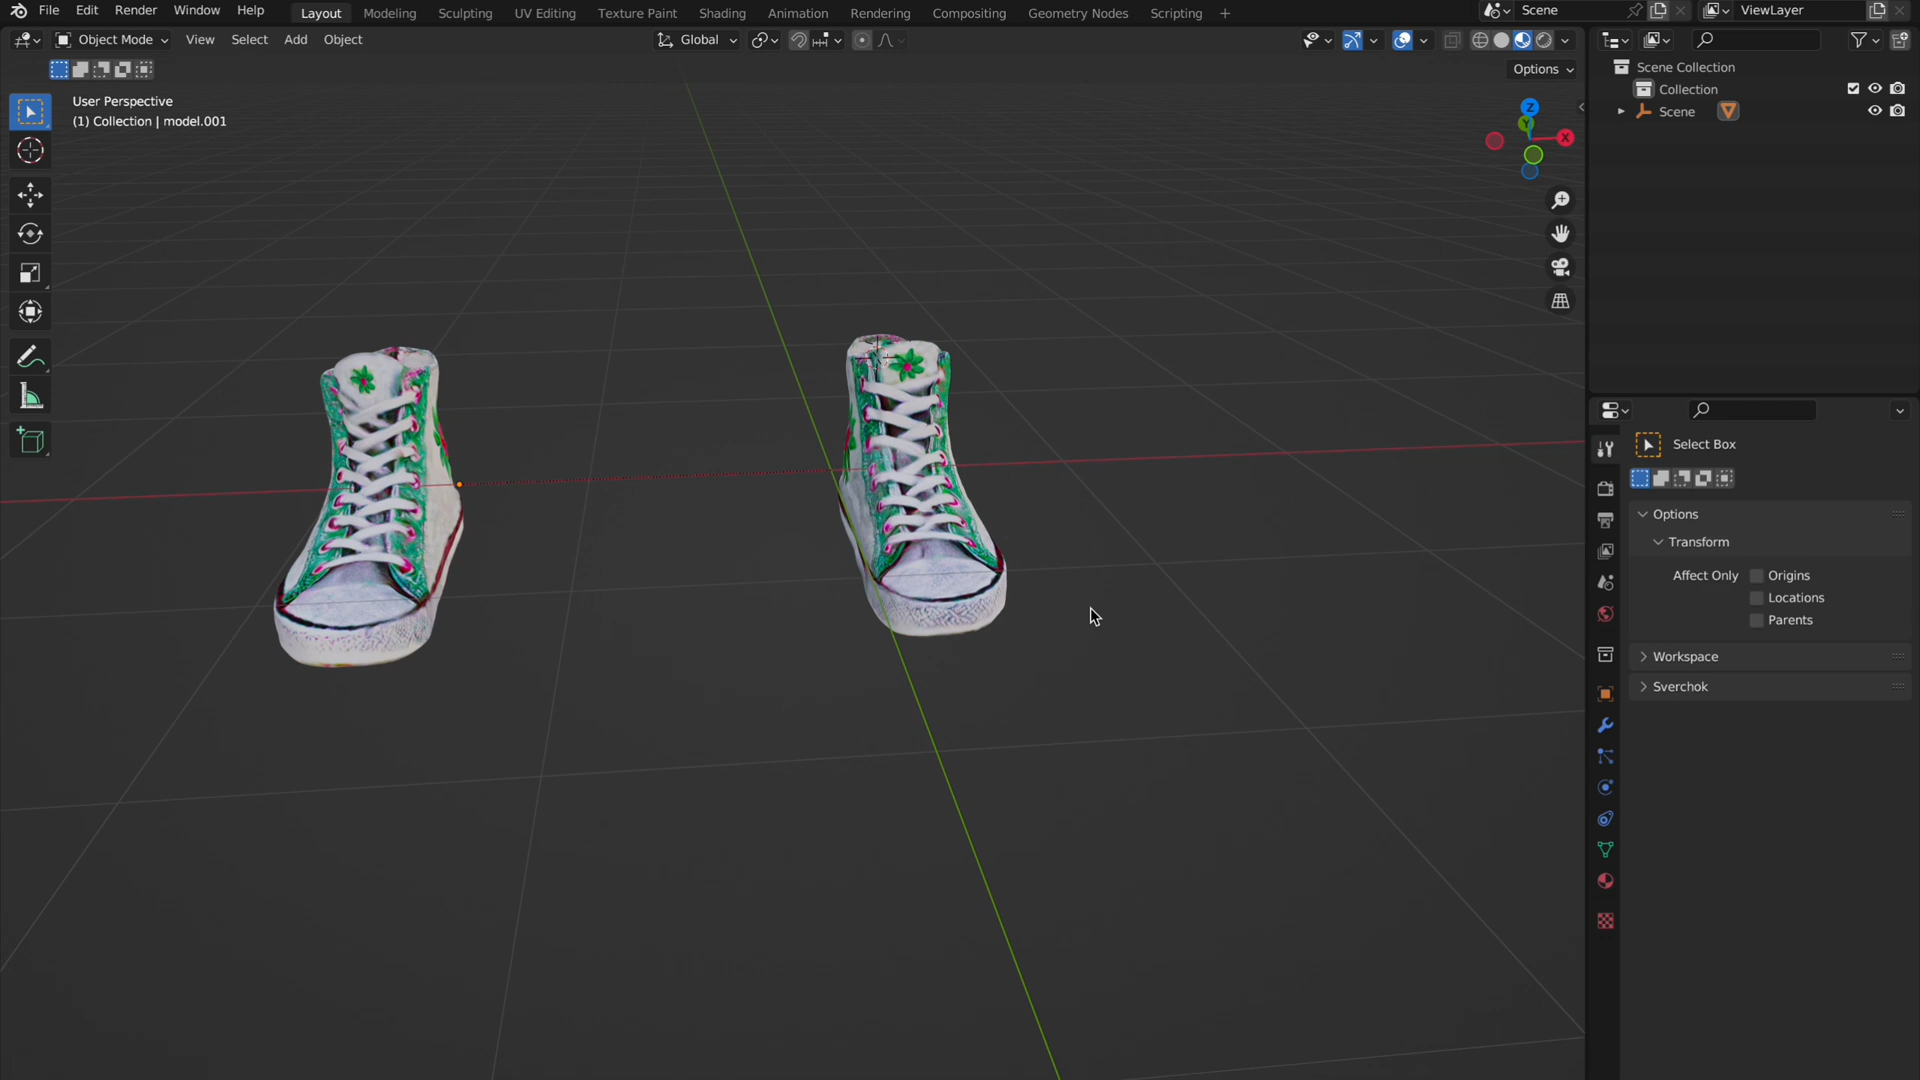 File Edit Render Window Help Layout Modeling Sculpting UV Editing Texture Paint Shading Animation Rendering Compositing Geometry Nodes Scripting + Scene ViewLayer
Object Mode View Select Add Object Global
Options
User Perspective
(1) Collection | model.001
Z
Y
X
Scene Collection
Collection
Scene
Select Box
Options
Transform
Affect Only Origins
Locations
Parents
Workspace
Sverchok